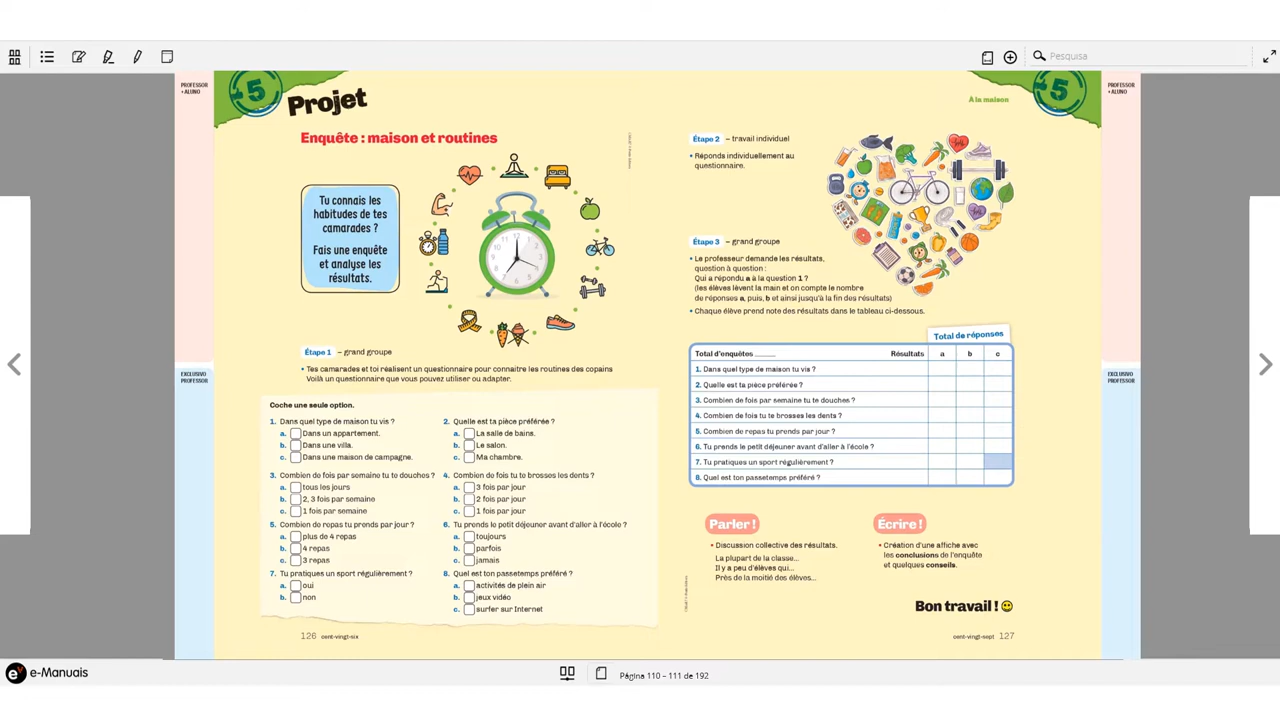 Pesquisa
PROFESSOR
+ ALUNO
5
Projet
Enquête : maison et routines
Tu connais les
habitudes de tes
camarades ?
Fais une enquête
et analyse les
résultats.
Étape 1 – grand groupe
• Tes camarades et toi réalisent un questionnaire pour connaitre les routines des copains
Voilà un questionnaire que vous pouvez utiliser ou adapter.
EXCLUSIVO
PROFESSOR
Coche une seule option.
1. Dans quel type de maison tu vis ?
a. Dans un appartement.
b. Dans une villa.
c. Dans une maison de campagne.
2. Quelle est ta pièce préférée ?
a. La salle de bains.
b. Le salon.
c. Ma chambre.
3. Combien de fois par semaine tu te douches ?
a. tous les jours
b. 2, 3 fois par semaine
c. 1 fois par semaine
4. Combien de fois tu te brosses les dents ?
a. 3 fois par jour
b. 2 fois par jour
c. 1 fois par jour
5. Combien de repas tu prends par jour ?
a. plus de 4 repas
b. 4 repas
c. 3 repas
6. Tu prends le petit déjeuner avant d'aller à l'école ?
a. toujours
b. parfois
c. jamais
7. Tu pratiques un sport régulièrement ?
a. oui
b. non
8. Quel est ton passetemps préféré ?
a. activités de plein air
b. jeux vidéo
c. surfer sur Internet
126 cent-vingt-six
À la maison
5
PROFESSOR
+ ALUNO
Étape 2 – travail individuel
• Réponds individuellement au
questionnaire.
Étape 3 – grand groupe
• Le professeur demande les résultats,
question à question :
Qui a répondu a à la question 1 ?
(les élèves lèvent la main et on compte le nombre
de réponses a, puis, b et ainsi jusqu'à la fin des résultats)
• Chaque élève prend note des résultats dans le tableau ci-dessous.
Total de réponses
Total d'enquêtes _____ Résultats a b c
1. Dans quel type de maison tu vis ?
2. Quelle est ta pièce préférée ?
3. Combien de fois par semaine tu te douches ?
4. Combien de fois tu te brosses les dents ?
5. Combien de repas tu prends par jour ?
6. Tu prends le petit déjeuner avant d'aller à l'école ?
7. Tu pratiques un sport régulièrement ?
8. Quel est ton passetemps préféré ?
EXCLUSIVO
PROFESSOR
Parler !
• Discussion collective des résultats.
La plupart de la classe...
Il y a peu d'élèves qui...
Près de la moitié des élèves...
Écrire !
• Création d'une affiche avec
les conclusions de l'enquête
et quelques conseils.
Bon travail !
cent-vingt-sept 127
e-Manuais
Página 110 – 111 de 192